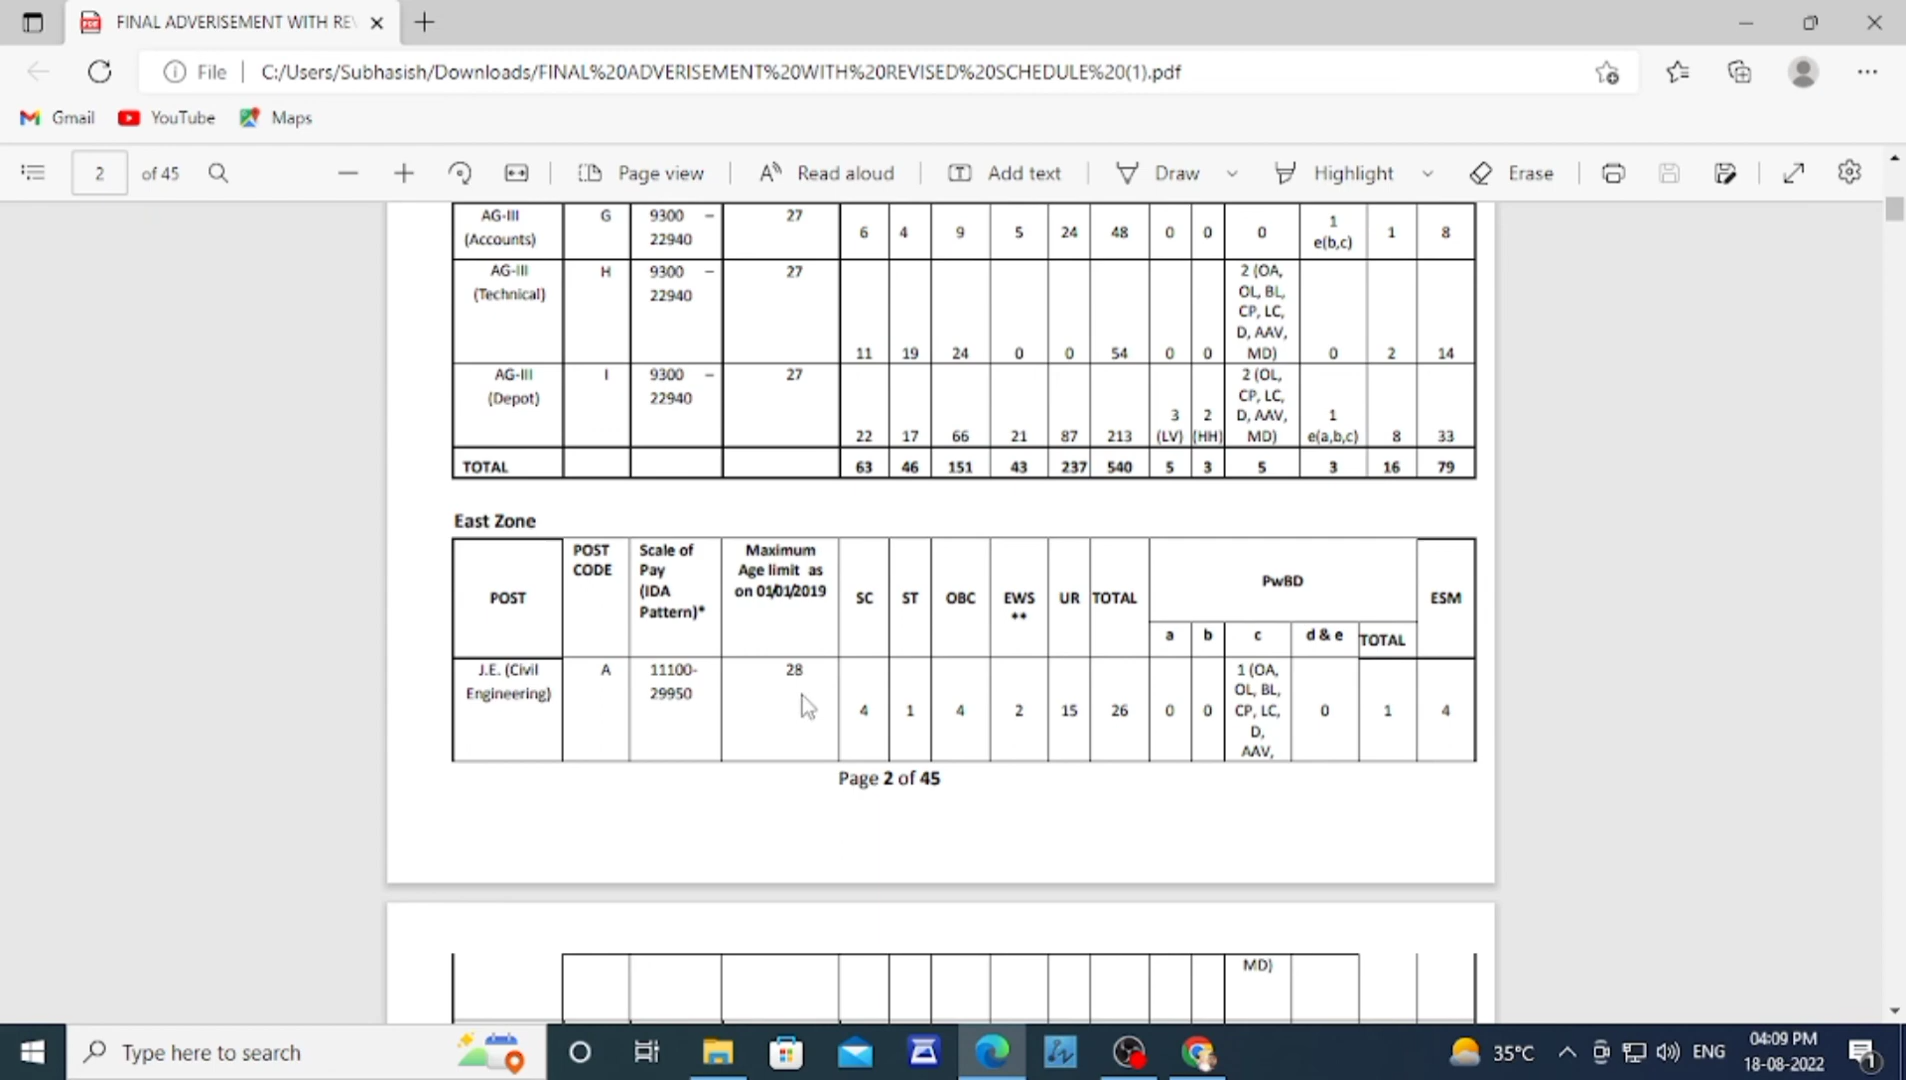 FINAL ADVERISEMENT WITH REV
File
C:/Users/Subhasish/Downloads/FINAL%20ADVERISEMENT%20WITH%20REVISED%20SCHEDULE%20(1).pdf
Gmail YouTube Maps
2 of 45 Page view Read aloud Add text Draw Highlight Erase
AG-III G 9300 – 27 1
(Accounts) 22940 6 4 9 5 24 48 0 0 0 e(b,c) 1 8
AG-III H 9300 – 27 2 (OA,
(Technical) 22940 OL, BL,
CP, LC,
D, AAV,
11 19 24 0 0 54 0 0 MD) 0 2 14
AG-III I 9300 – 27 2 (OL,
(Depot) 22940 CP, LC,
3 2 D, AAV, 1
22 17 66 21 87 213 (LV) (HH) MD) e(a,b,c) 8 33
TOTAL 63 46 151 43 237 540 5 3 5 3 16 79
East Zone
POST Scale of Maximum
CODE Pay Age limit as
(IDA on 01/01/2019
Pattern)*
PwBD
POST SC ST OBC EWS UR TOTAL ESM
**
a b c d & e TOTAL
J.E. (Civil A 11100- 28 1 (OA,
Engineering) 29950 OL, BL,
4 1 4 2 15 26 0 0 CP, LC, 0 1 4
D,
AAV,
Page 2 of 45
MD)
Type here to search
35°C ENG
04:09 PM
18-08-2022
1